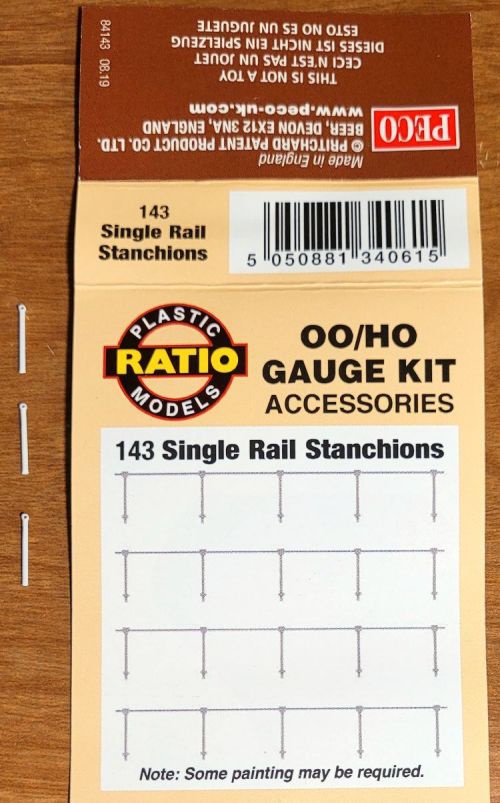 84143 08.19
Made in England
© PRITCHARD PATENT PRODUCT CO. LTD.
BEER, DEVON EX12 3NA, ENGLAND
www.peco-uk.com
PECO
THIS IS NOT A TOY
CECI N'EST PAS UN JOUET
DIESES IST NICHT EIN SPIELZEUG
ESTO NO ES UN JUGUETE
143
Single Rail
Stanchions
5 050881 340615
PLASTIC
RATIO
MODELS
OO/HO
GAUGE KIT
ACCESSORIES
143 Single Rail Stanchions
Note: Some painting may be required.